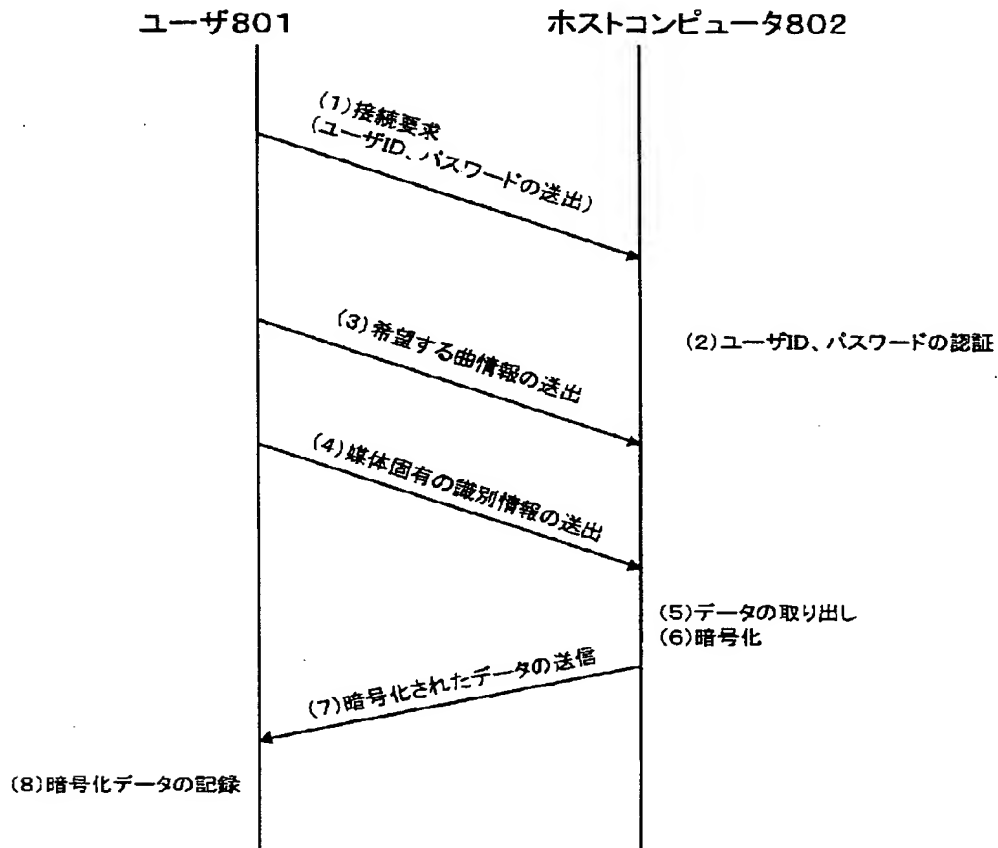 ユーザ801
ホストコンピュータ802
(1)接続要求
(ユーザID、パスワードの送出)
(2)ユーザID、パスワードの認証
(3)希望する曲情報の送出
(4)媒体固有の識別情報の送出
(5)データの取り出し
(6)暗号化
(7)暗号化されたデータの送信
(8)暗号化データの記録